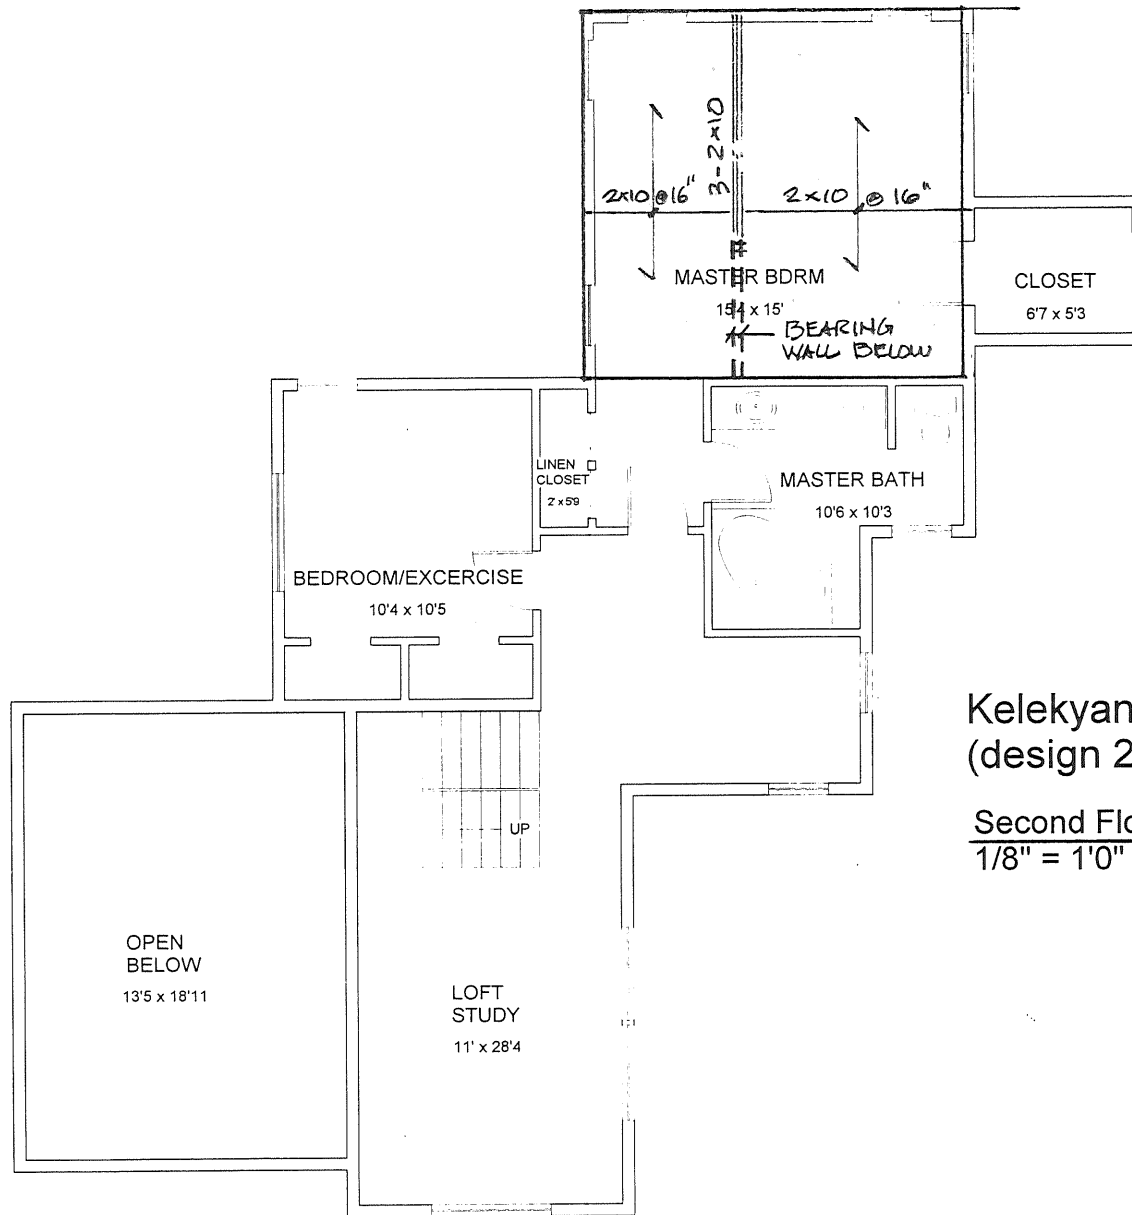 3-2x10
2x10 @ 16"
2x10 @ 16"
MASTER BDRM
15'4 x 15'
BEARING
WALL BELOW
CLOSET
6'7 x 5'3
LINEN
CLOSET
2' x 5'9
MASTER BATH
10'6 x 10'3
BEDROOM/EXCERCISE
10'4 x 10'5
Kelekyan
(design 2
Second Flo
1/8" = 1'0"
UP
OPEN
BELOW
13'5 x 18'11
LOFT
STUDY
11' x 28'4